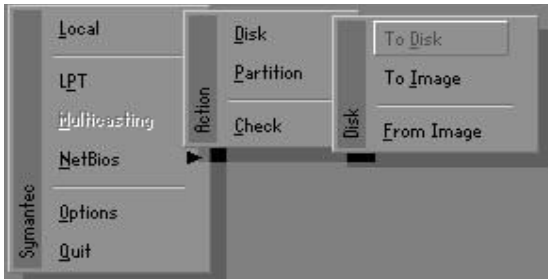 Local
LPT
Multicasting
NetBios
Options
Quit
Symantec
Disk
Partition
Check
Action
To Disk
To Image
From Image
Disk